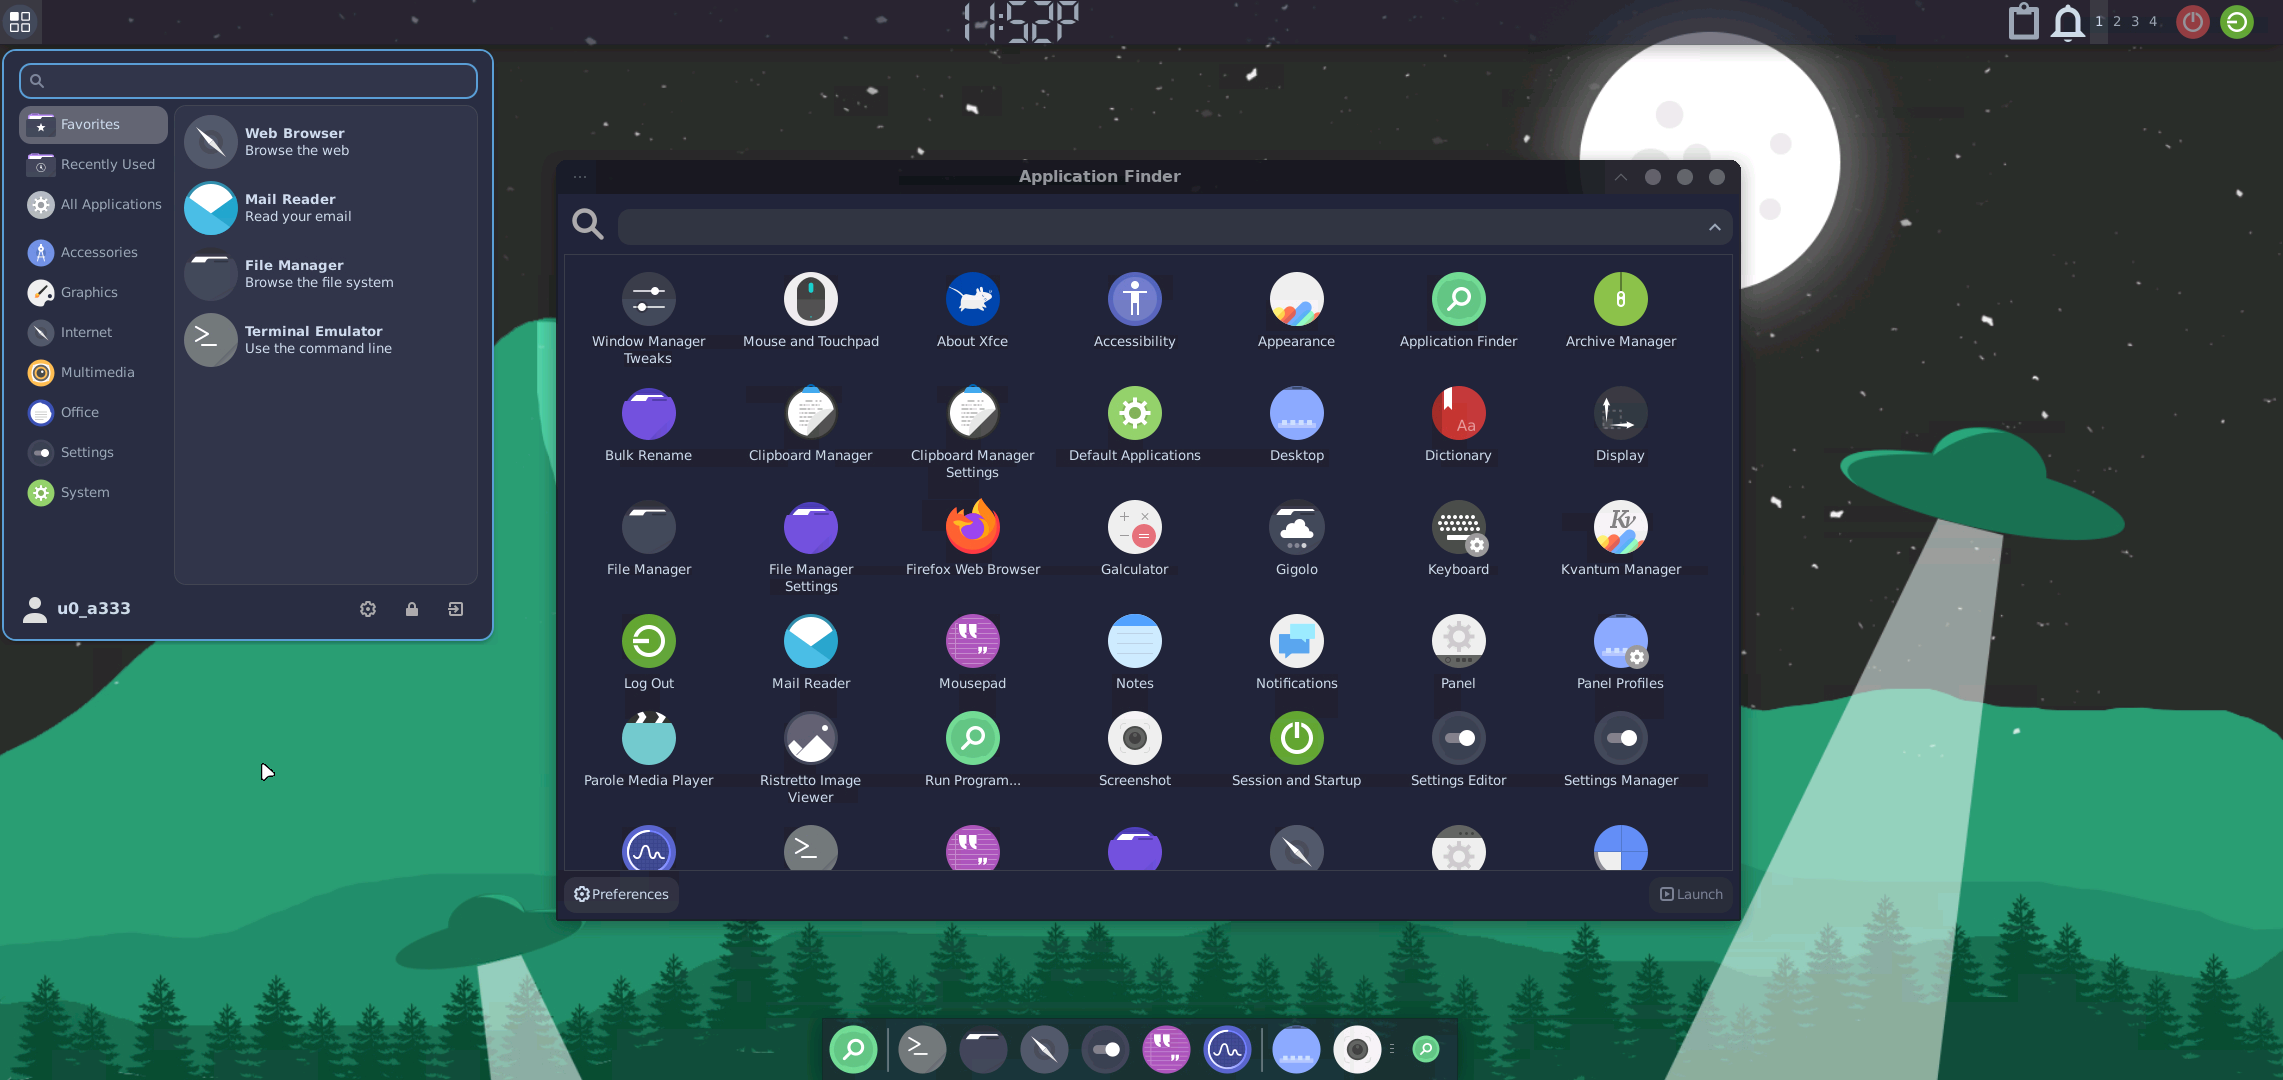 11:52P
1 2 3 4
Favorites
Recently Used
All Applications
Accessories
Graphics
Internet
Multimedia
Office
Settings
System
Web Browser
Browse the web
Mail Reader
Read your email
File Manager
Browse the file system
Terminal Emulator
Use the command line
u0_a333
Application Finder
Window Manager
Tweaks
Mouse and Touchpad
About Xfce
Accessibility
Appearance
Application Finder
Archive Manager
Bulk Rename
Clipboard Manager
Clipboard Manager
Settings
Default Applications
Desktop
Aa
Dictionary
Display
File Manager
File Manager
Settings
Firefox Web Browser
Galculator
Gigolo
Keyboard
Kv
Kvantum Manager
Log Out
Mail Reader
Mousepad
Notes
Notifications
Panel
Panel Profiles
Parole Media Player
Ristretto Image
Viewer
Run Program...
Screenshot
Session and Startup
Settings Editor
Settings Manager
Preferences
Launch